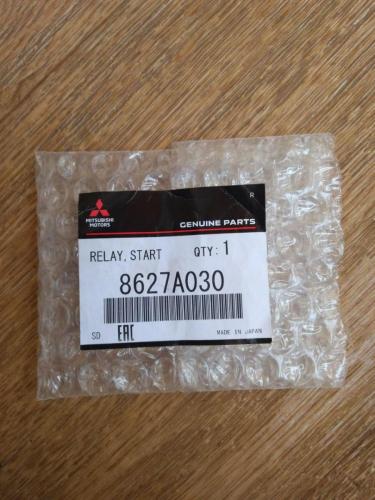 R
MITSUBISHI
MOTORS
GENUINE PARTS
RELAY,START QTY: 1
8627A030
SD EAC MADE IN JAPAN